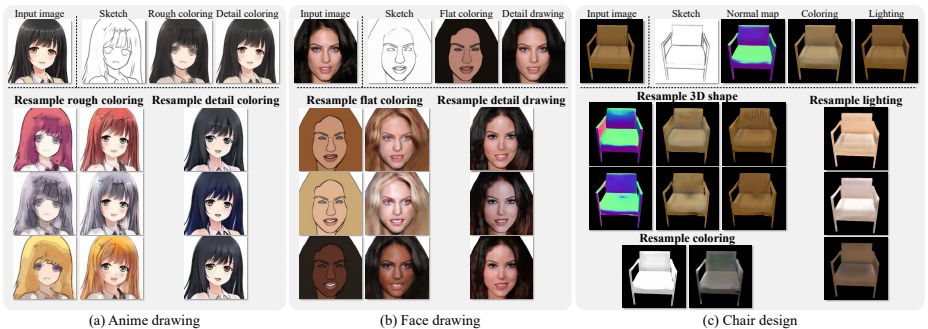 Input image Sketch Rough coloring Detail coloring
Resample rough coloring Resample detail coloring
(a) Anime drawing
Input image Sketch Flat coloring Detail drawing
Resample flat coloring Resample detail drawing
(b) Face drawing
Input image Sketch Normal map Coloring Lighting
Resample 3D shape Resample lighting
Resample coloring
(c) Chair design